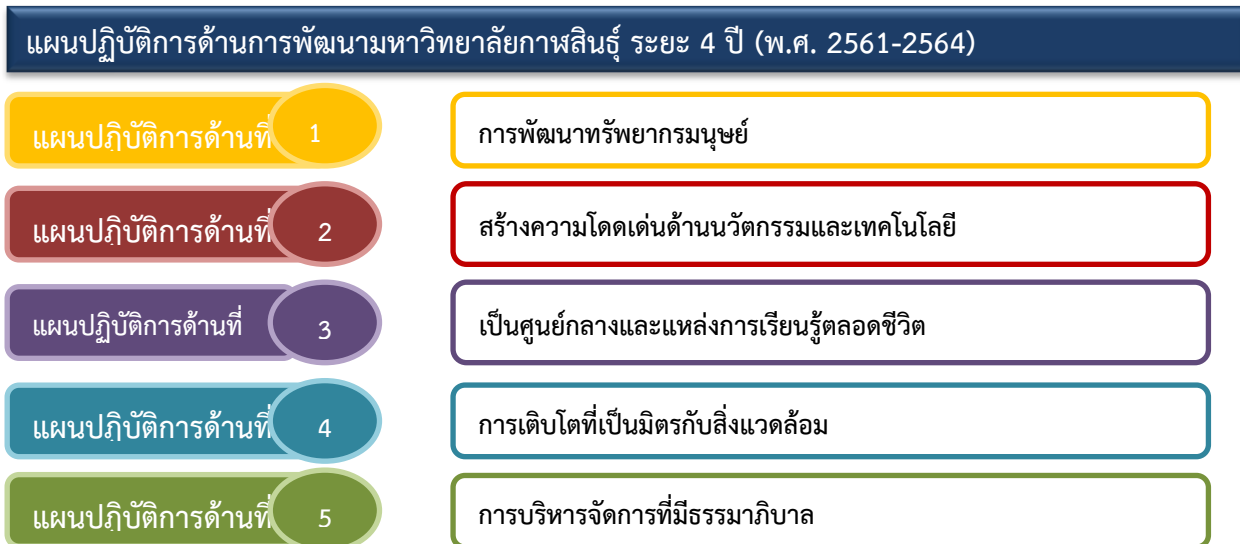 แผนปฏิบัติการด้านการพัฒนามหาวิทยาลัยกาฬสินธุ์ ระยะ 4 ปี (พ.ศ. 2561-2564)
แผนปฏิบัติการด้านที่ 1 การพัฒนาทรัพยากรมนุษย์
แผนปฏิบัติการด้านที่ 2 สร้างความโดดเด่นด้านนวัตกรรมและเทคโนโลยี
แผนปฏิบัติการด้านที่ 3 เป็นศูนย์กลางและแหล่งการเรียนรู้ตลอดชีวิต
แผนปฏิบัติการด้านที่ 4 การเติบโตที่เป็นมิตรกับสิ่งแวดล้อม
แผนปฏิบัติการด้านที่ 5 การบริหารจัดการที่มีธรรมาภิบาล